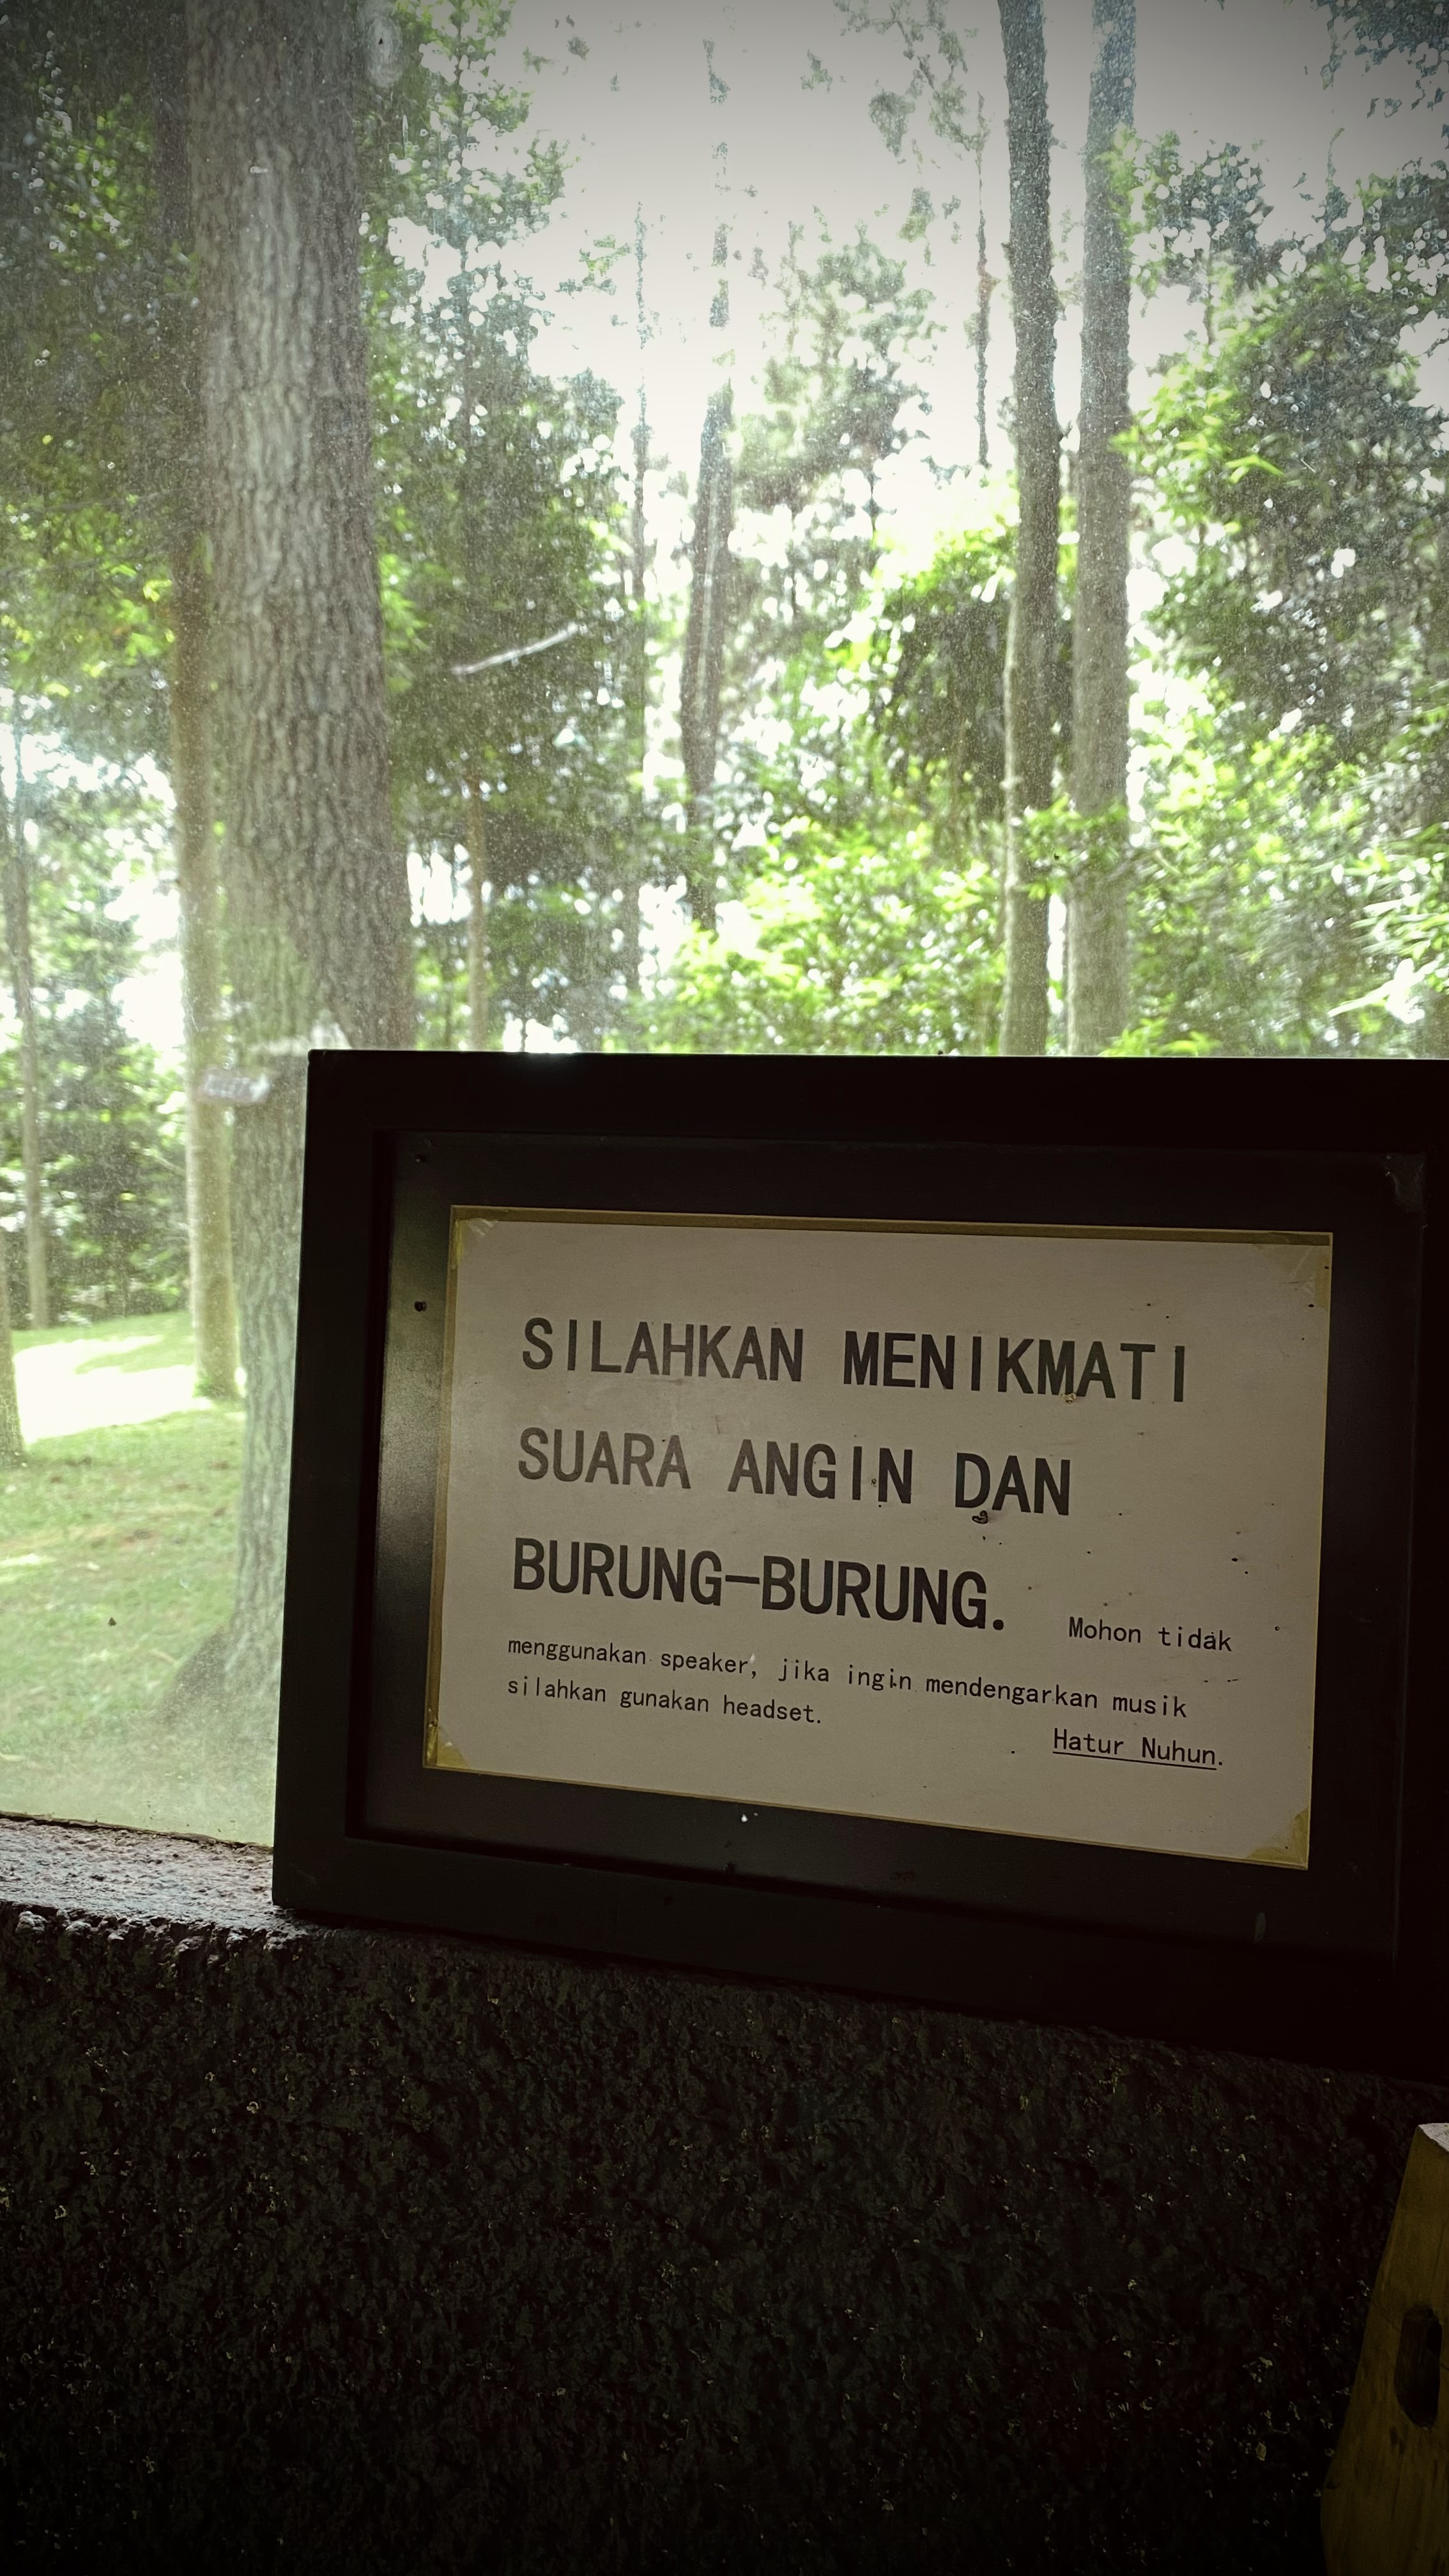 SILAHKAN MENIKMATI
SUARA ANGIN DAN
BURUNG-BURUNG. Mohon tidak
menggunakan speaker, jika ingin mendengarkan musik
silahkan gunakan headset.
Hatur Nuhun.